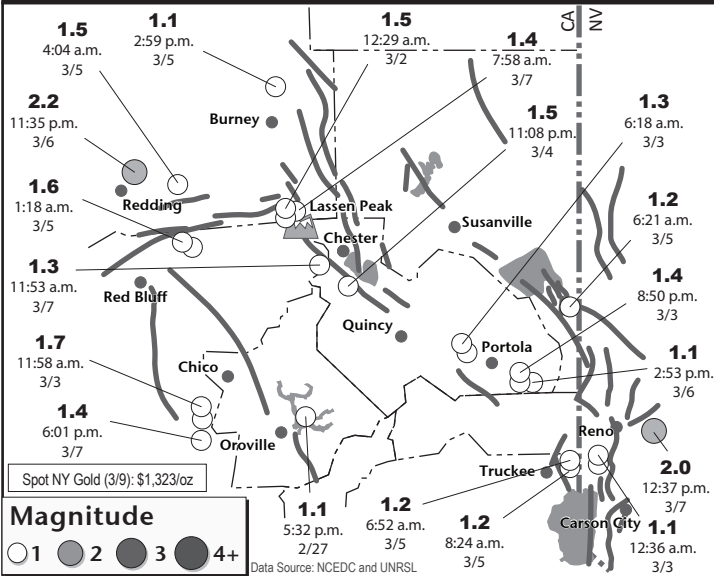 CA NV
1.5
4:04 a.m.
3/5
1.1
2:59 p.m.
3/5
1.5
12:29 a.m.
3/2
1.4
7:58 a.m.
3/7
1.5
11:08 p.m.
3/4
1.3
6:18 a.m.
3/3
2.2
11:35 p.m.
3/6
Burney
Redding
1.6
1:18 a.m.
3/5
Lassen Peak
Susanville
1.2
6:21 a.m.
3/5
Chester
1.3
11:53 a.m.
3/7
Red Bluff
1.4
8:50 p.m.
3/3
Quincy
Portola
1.7
11:58 a.m.
3/3
Chico
1.1
2:53 p.m.
3/6
1.4
6:01 p.m.
3/7
Oroville
Reno
Truckee
2.0
12:37 p.m.
3/7
Spot NY Gold (3/9): $1,323/oz
1.1
5:32 p.m.
2/27
1.2
6:52 a.m.
3/5
1.2
8:24 a.m.
3/5
Carson City
1.1
12:36 a.m.
3/3
Magnitude
1 2 3 4+
Data Source: NCEDC and UNRSL